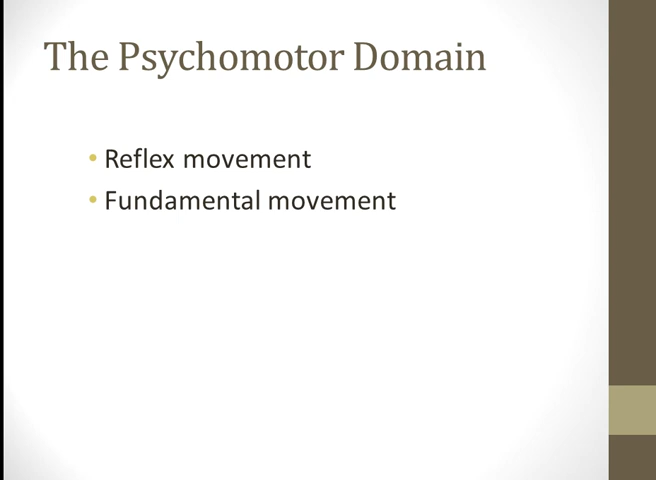 The Psychomotor Domain
• Reflex movement
• Fundamental movement